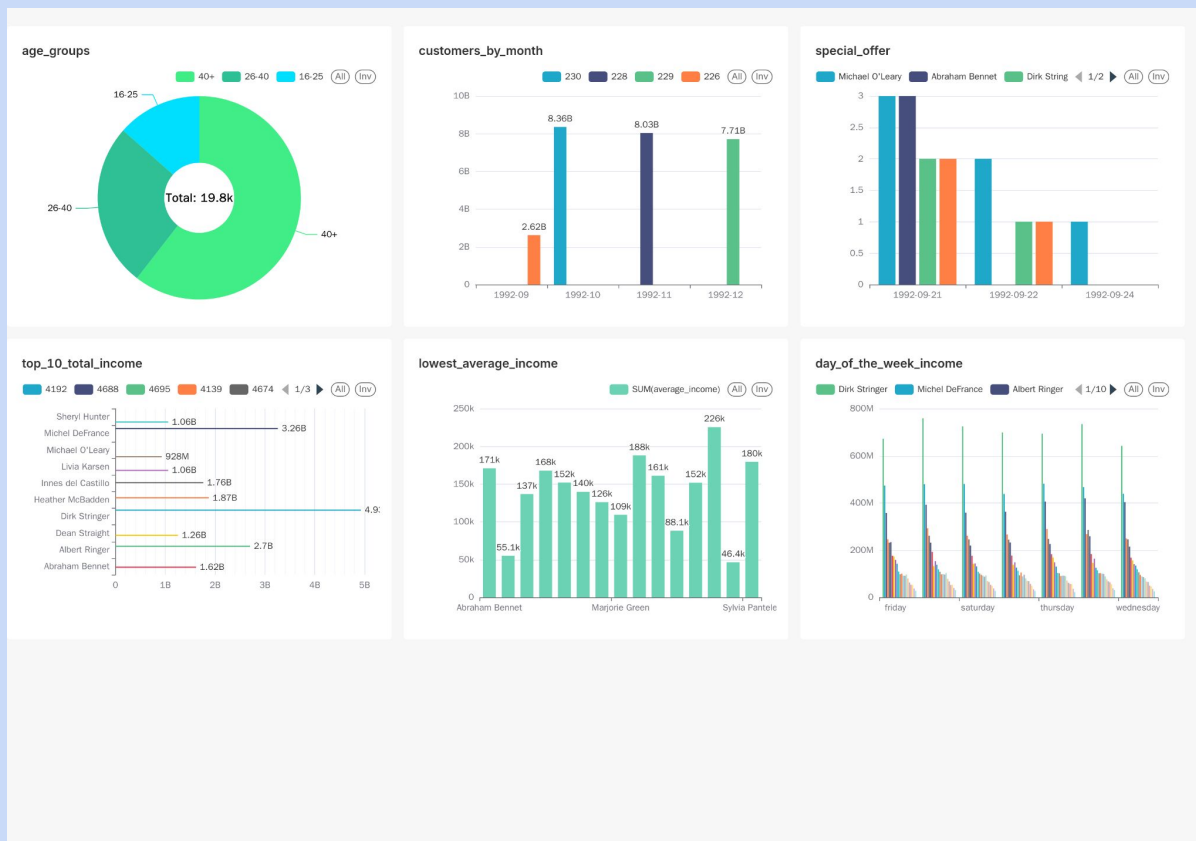 age_groups
40+ 26-40 16-25 All Inv
16-25
Total: 19.8k
26-40
40+
customers_by_month
230 228 229 226 All Inv
10B
8.36B
8.03B
7.71B
8B
6B
4B
2.62B
2B
0
1992-09 1992-10 1992-11 1992-12
special_offer
Michael O'Leary Abraham Bennet Dirk String 1/2 All Inv
3
2.5
2
1.5
1
0.5
0
1992-09-21 1992-09-22 1992-09-24
top_10_total_income
4192 4688 4695 4139 4674 1/3 All Inv
Sheryl Hunter 1.06B
Michel DeFrance 3.26B
Michael O'Leary 928M
Livia Karsen 1.06B
Innes del Castillo 1.76B
Heather McBadden 1.87B
Dirk Stringer 4.9
Dean Straight 1.26B
Albert Ringer 2.7B
Abraham Bennet 1.62B
0 1B 2B 3B 4B 5B
lowest_average_income
SUM(average_income) All Inv
250k
226k
200k
188k
180k
171k 168k 161k
150k 152k 152k
137k 140k
126k
109k
100k
88.1k
55.1k
50k
46.4k
0
Abraham Bennet Marjorie Green Sylvia Pantele
day_of_the_week_income
Dirk Stringer Michel DeFrance Albert Ringer 1/10 All Inv
800M
600M
400M
200M
0
friday saturday thursday wednesday